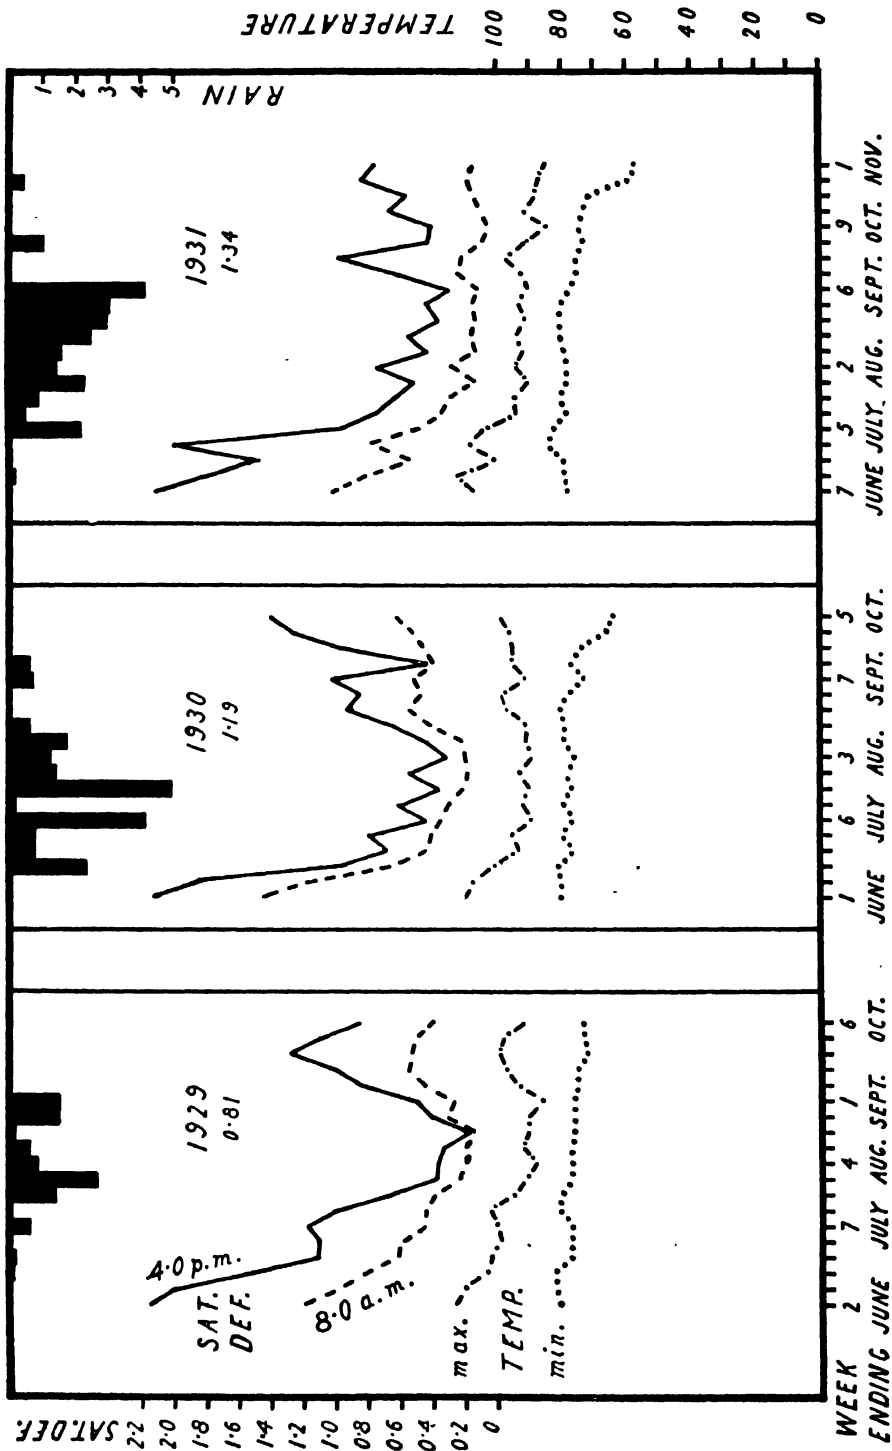 SAT. DEF.
2.2
2.0
1.8
1.6
1.4
1.2
1.0
0.8
0.6
0.4
0.2
0
1929
0.81
4.0 p.m.
SAT.
DEF.
8.0 a.m.
max.
TEMP.
min.
1930
1.19
1931
1.34
RAIN
1
2
3
4
5
TEMPERATURE
100
80
60
40
20
0
WEEK 2 7 4 1 6 1 6 3 7 5 7 5 2 6 9 1
ENDING JUNE JULY AUG. SEPT. OCT. JUNE JULY AUG. SEPT. OCT. JUNE JULY AUG. SEPT. OCT. NOV.